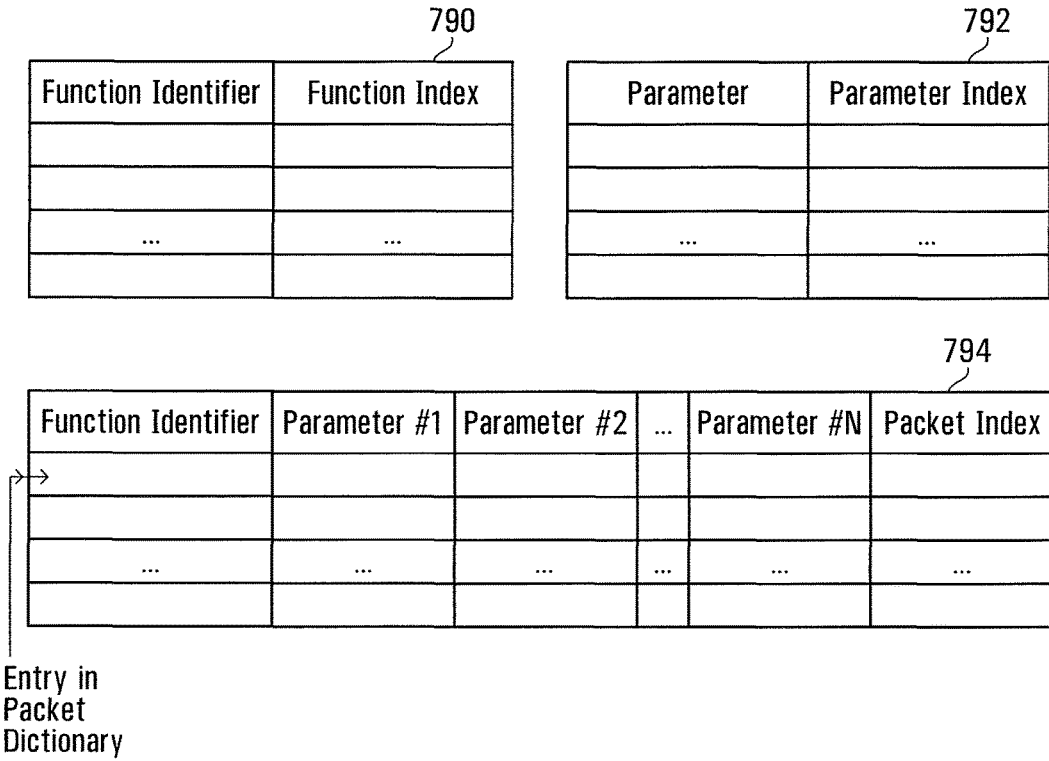 790
792
Function Identifier Function Index
Parameter Parameter Index
... ...
... ...
794
Function Identifier Parameter #1 Parameter #2 ... Parameter #N Packet Index
... ... ... ... ... ...
Entry in
Packet
Dictionary